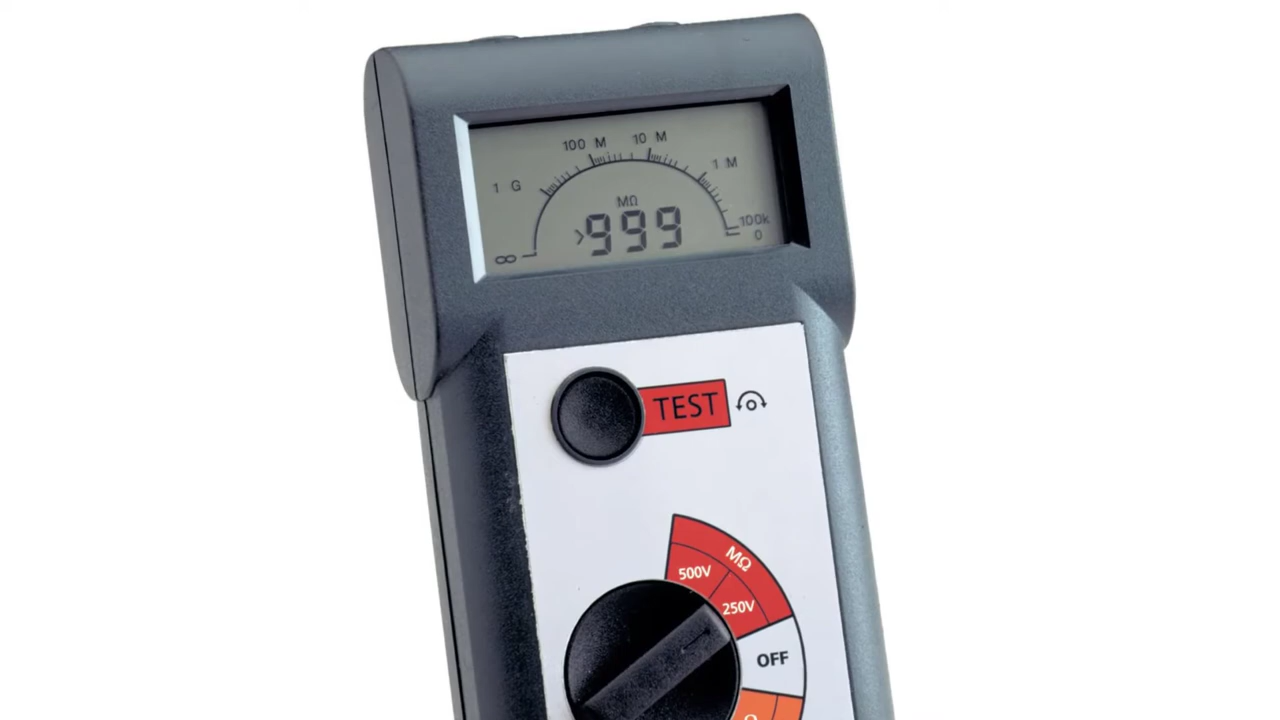 100 M 10 M
1 G 1 M
MΩ
>999
100k
∞ 0
TEST
MΩ
500V
250V
OFF
Ω